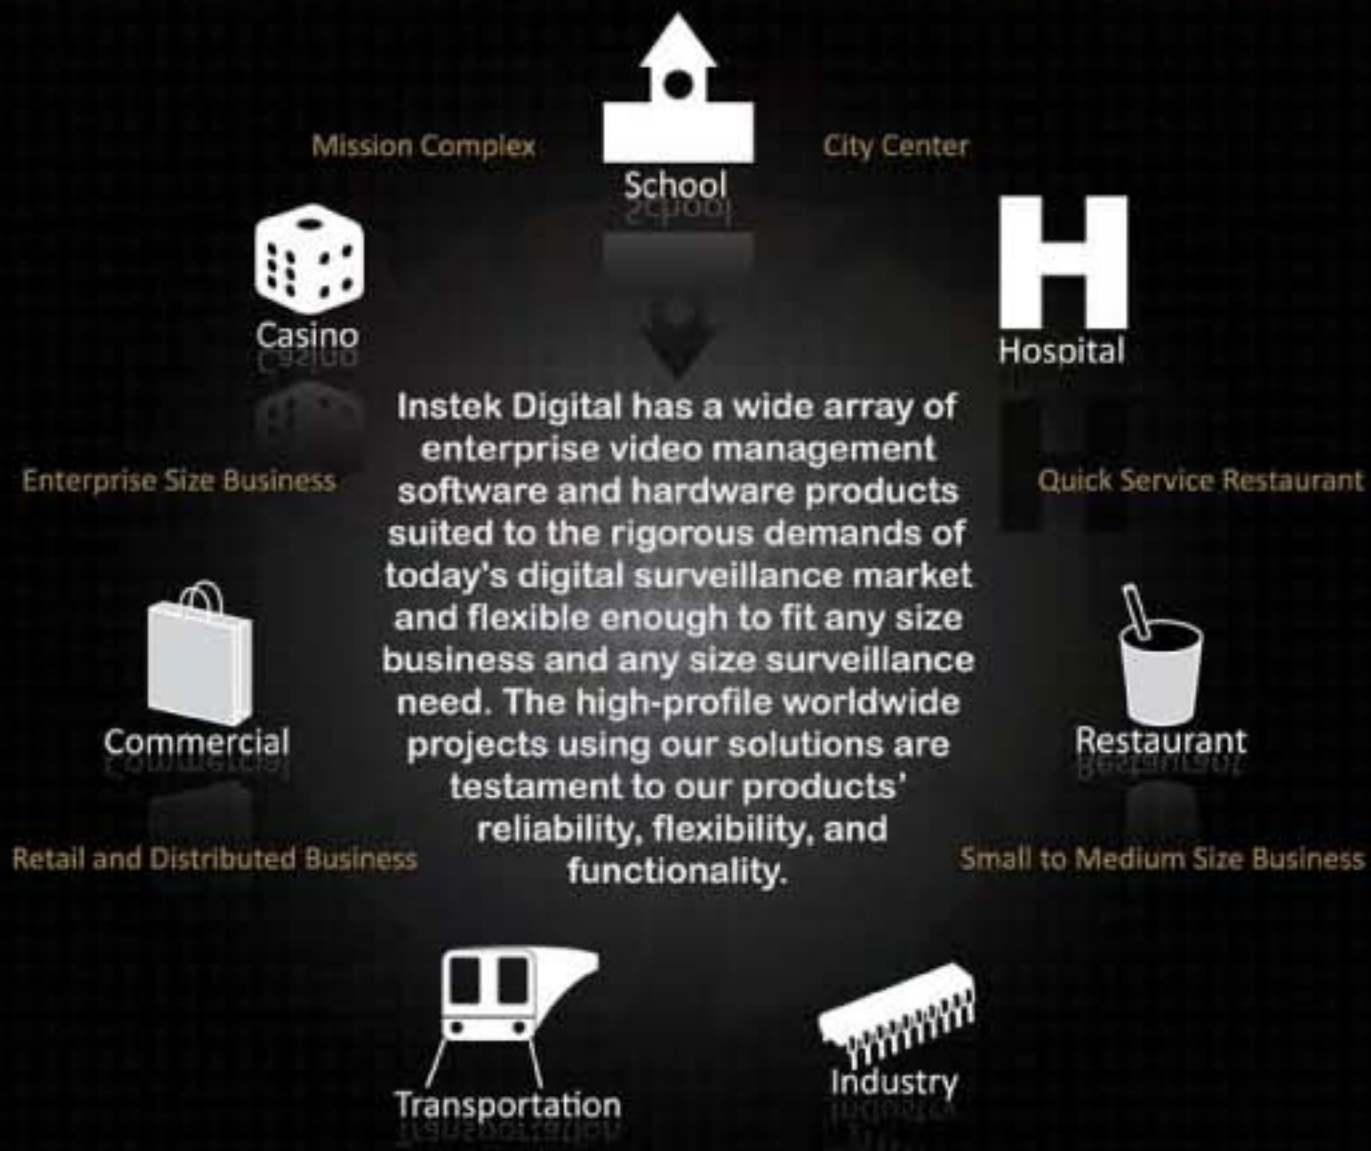 Mission Complex
City Center
School
Casino
H
Hospital
Instek Digital has a wide array of
enterprise video management
software and hardware products
suited to the rigorous demands of
today's digital surveillance market
and flexible enough to fit any size
business and any size surveillance
need. The high-profile worldwide
projects using our solutions are
testament to our products'
reliability, flexibility, and
functionality.
Enterprise Size Business
Quick Service Restaurant
Commercial
Restaurant
Retail and Distributed Business
Small to Medium Size Business
Transportation
Industry